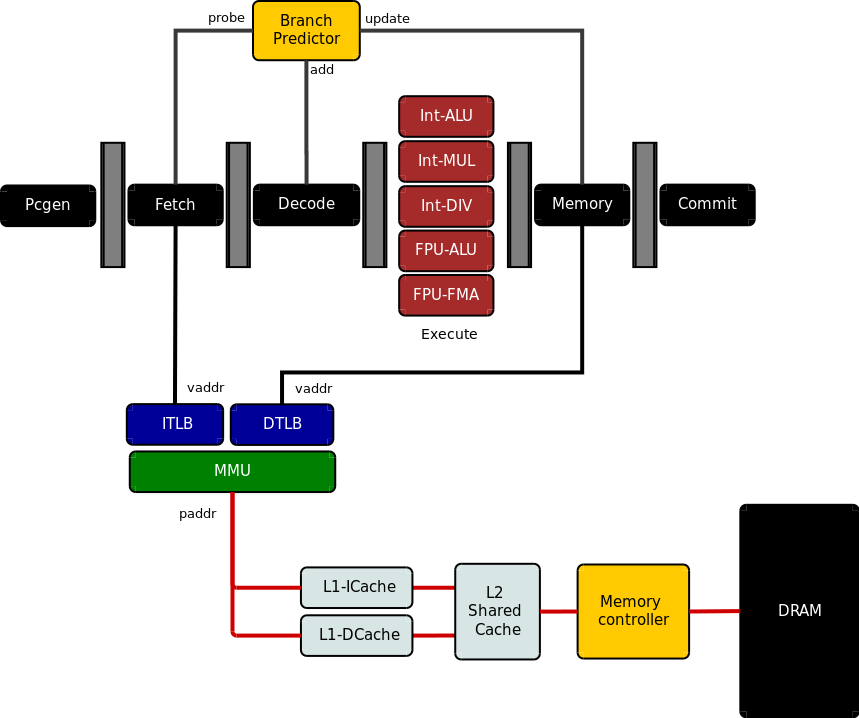 probe
Branch
Predictor
update
add
Int-ALU
Int-MUL
Int-DIV
FPU-ALU
FPU-FMA
Execute
Pcgen
Fetch
Decode
Memory
Commit
vaddr
vaddr
ITLB
DTLB
MMU
paddr
L1-ICache
L1-DCache
L2
Shared
Cache
Memory
controller
DRAM